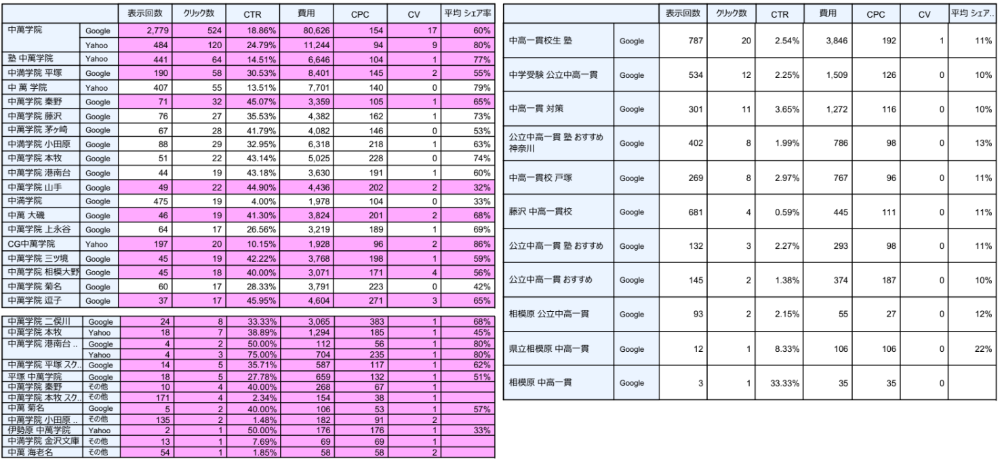 表示回数 クリック数 CTR 費用 CPC CV 平均 シェア率
中萬学院 Google 2,779 524 18.86% 80,626 154 17 60%
Yahoo 484 120 24.79% 11,244 94 9 80%
塾 中萬学院 Yahoo 441 64 14.51% 6,646 104 1 77%
中満学院 平塚 Google 190 58 30.53% 8,401 145 2 55%
中 萬 学院 Yahoo 407 55 13.51% 7,701 140 0 79%
中萬学院 秦野 Google 71 32 45.07% 3,359 105 1 65%
中萬学院 藤沢 Google 76 27 35.53% 4,382 162 1 73%
中萬学院 茅ヶ崎 Google 67 28 41.79% 4,082 146 0 53%
中満学院 小田原 Google 88 29 32.95% 6,318 218 1 63%
中萬学院 本牧 Google 51 22 43.14% 5,025 228 0 74%
中萬学院 港南台 Google 44 19 43.18% 3,630 191 1 60%
中萬学院 山手 Google 49 22 44.90% 4,436 202 2 32%
中満学院 Google 475 19 4.00% 1,978 104 0 33%
中萬 大磯 Google 46 19 41.30% 3,824 201 2 68%
中萬学院 上永谷 Google 64 17 26.56% 3,219 189 1 69%
CG中萬学院 Yahoo 197 20 10.15% 1,928 96 2 86%
中萬学院 三ツ境 Google 45 19 42.22% 3,768 198 1 59%
中萬学院 相模大野 Google 45 18 40.00% 3,071 171 4 56%
中萬学院 菊名 Google 60 17 28.33% 3,791 223 0 42%
中萬学院 逗子 Google 37 17 45.95% 4,604 271 3 65%
中萬学院 二俣川 Google 24 8 33.33% 3,065 383 1 68%
中萬学院 本牧 Yahoo 18 7 38.89% 1,294 185 1 45%
中萬学院 港南台 .. Google 4 2 50.00% 112 56 1 80%
Yahoo 4 3 75.00% 704 235 1 80%
中萬学院 平塚 スク.. Google 14 5 35.71% 587 117 1 62%
平塚 中萬学院 Google 18 5 27.78% 659 132 1 51%
中萬学院 秦野 その他 10 4 40.00% 268 67 1
中萬学院 本牧 スク.. その他 171 4 2.34% 154 38 1
中萬 菊名 Google 5 2 40.00% 106 53 1 57%
中萬学院 小田原 .. その他 135 2 1.48% 182 91 2
伊勢原 中萬学院 Yahoo 2 1 50.00% 176 176 1 33%
中満学院 金沢文庫 その他 13 1 7.69% 69 69 1
中萬 海老名 その他 54 1 1.85% 58 58 2
表示回数 クリック数 CTR 費用 CPC CV 平均 シェア..
中高一貫校生 塾 Google 787 20 2.54% 3,846 192 1 11%
中学受験 公立中高一貫 Google 534 12 2.25% 1,509 126 0 10%
中高一貫 対策 Google 301 11 3.65% 1,272 116 0 10%
公立中高一貫 塾 おすすめ
神奈川 Google 402 8 1.99% 786 98 0 13%
中高一貫校 戸塚 Google 269 8 2.97% 767 96 0 11%
藤沢 中高一貫校 Google 681 4 0.59% 445 111 0 11%
公立中高一貫 塾 おすすめ Google 132 3 2.27% 293 98 0 11%
公立中高一貫 おすすめ Google 145 2 1.38% 374 187 0 10%
相模原 公立中高一貫 Google 93 2 2.15% 55 27 0 12%
県立相模原 中高一貫 Google 12 1 8.33% 106 106 0 22%
相模原 中高一貫 Google 3 1 33.33% 35 35 0